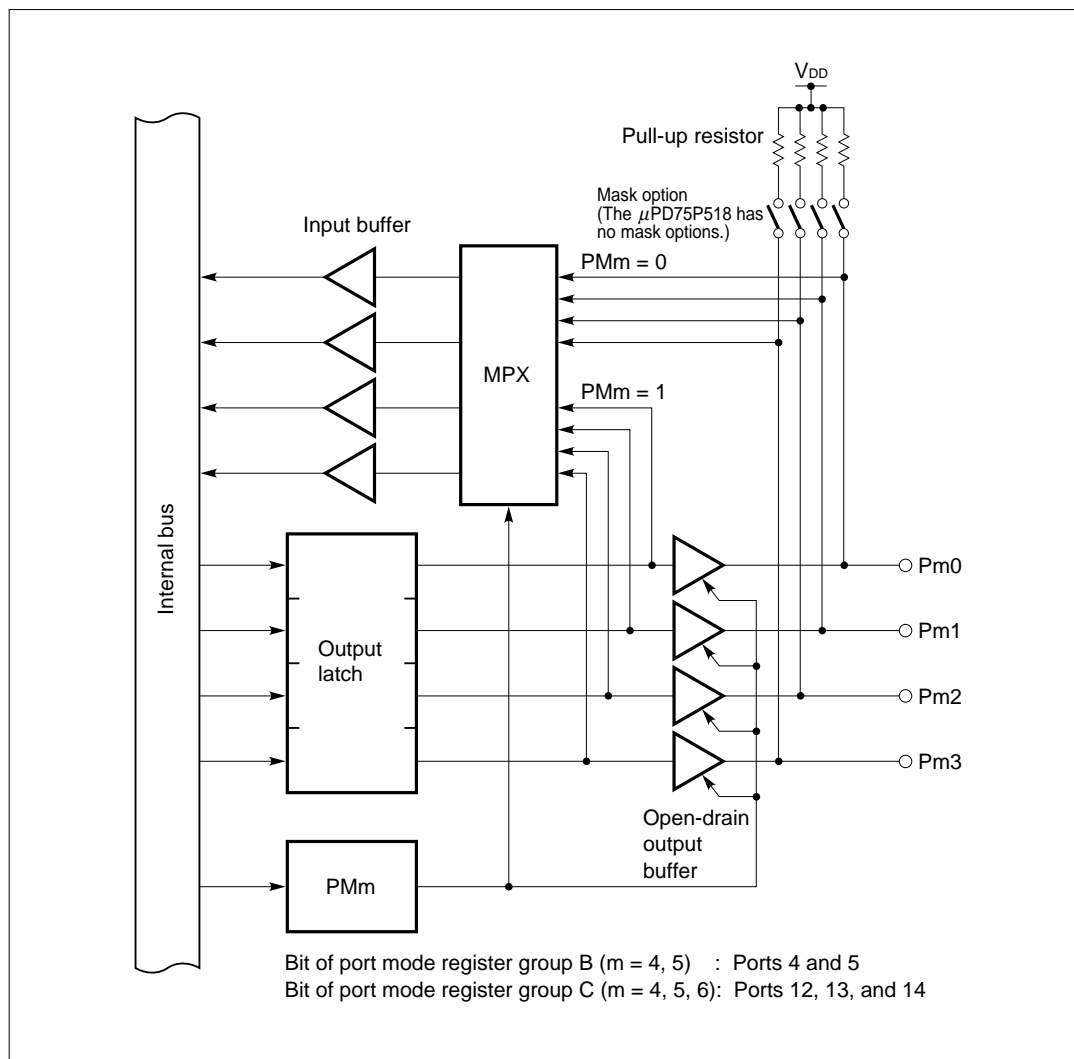 VDD
Pull-up resistor
Mask option
(The μPD75P518 has
no mask options.)
Input buffer
PMm = 0
MPX
PMm = 1
Internal bus
Output
latch
Pm0
Pm1
Pm2
Pm3
Open-drain
output
buffer
PMm
Bit of port mode register group B (m = 4, 5) : Ports 4 and 5
Bit of port mode register group C (m = 4, 5, 6): Ports 12, 13, and 14